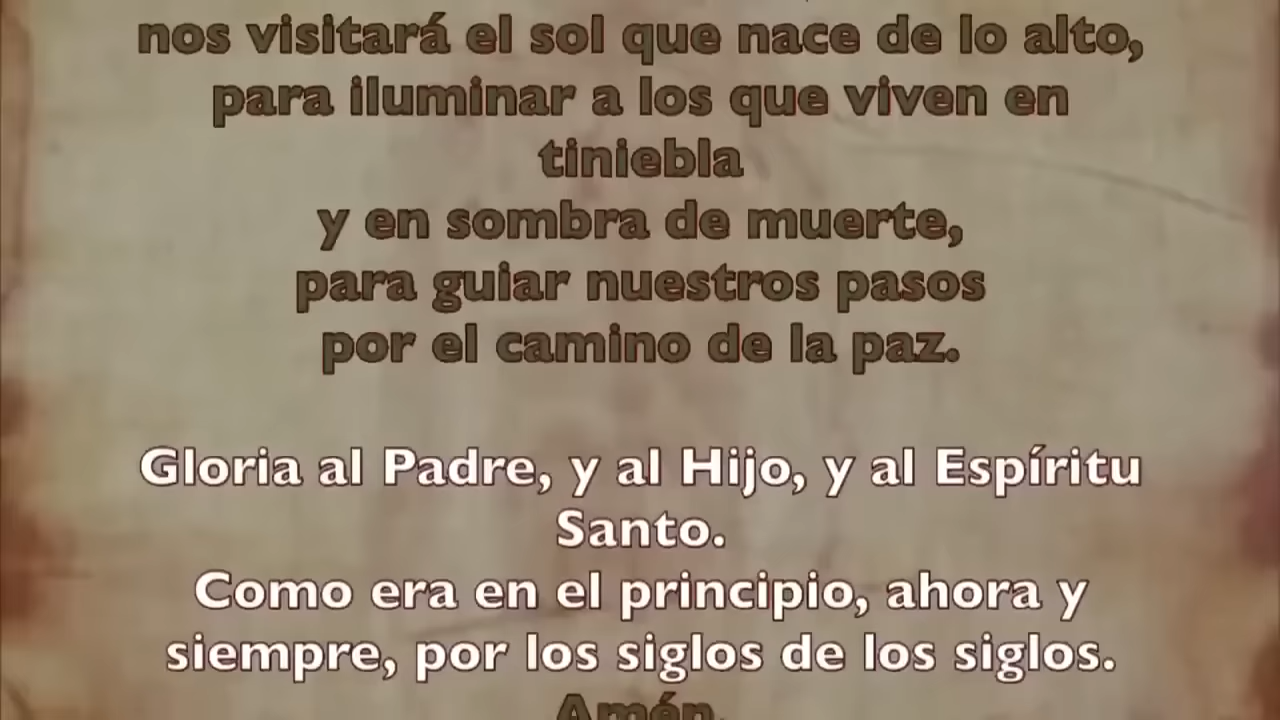 nos visitará el sol que nace de lo alto,
para iluminar a los que viven en
tiniebla
y en sombra de muerte,
para guiar nuestros pasos
por el camino de la paz.
Gloria al Padre, y al Hijo, y al Espíritu
Santo.
Como era en el principio, ahora y
siempre, por los siglos de los siglos.
Amén.